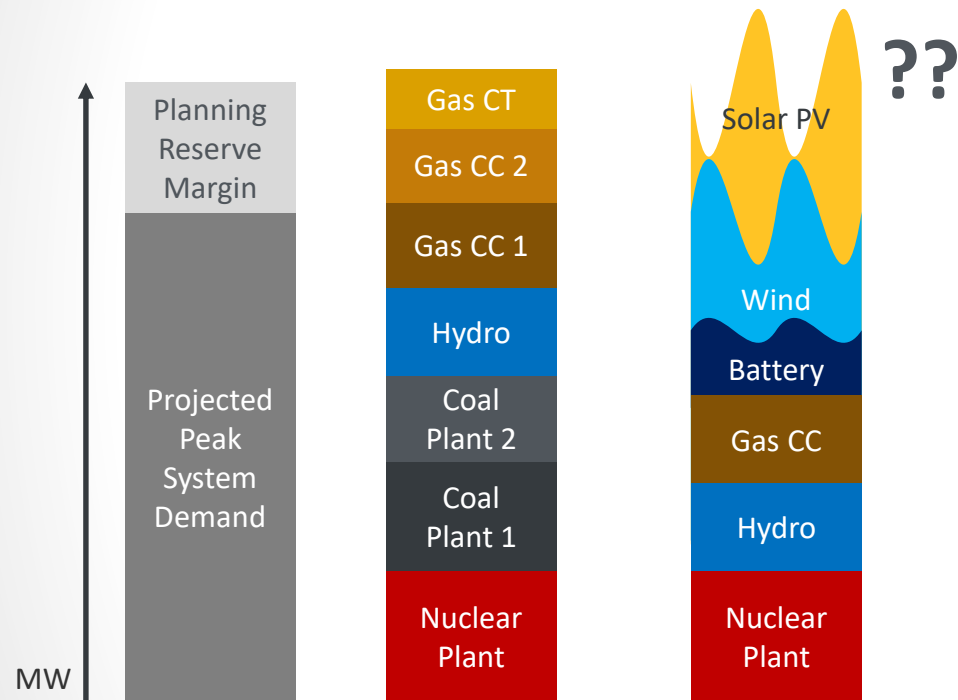 Planning
Reserve
Margin
Projected
Peak
System
Demand
MW
Gas CT
Gas CC 2
Gas CC 1
Hydro
Coal
Plant 2
Coal
Plant 1
Nuclear
Plant
??
Solar PV
Wind
Battery
Gas CC
Hydro
Nuclear
Plant